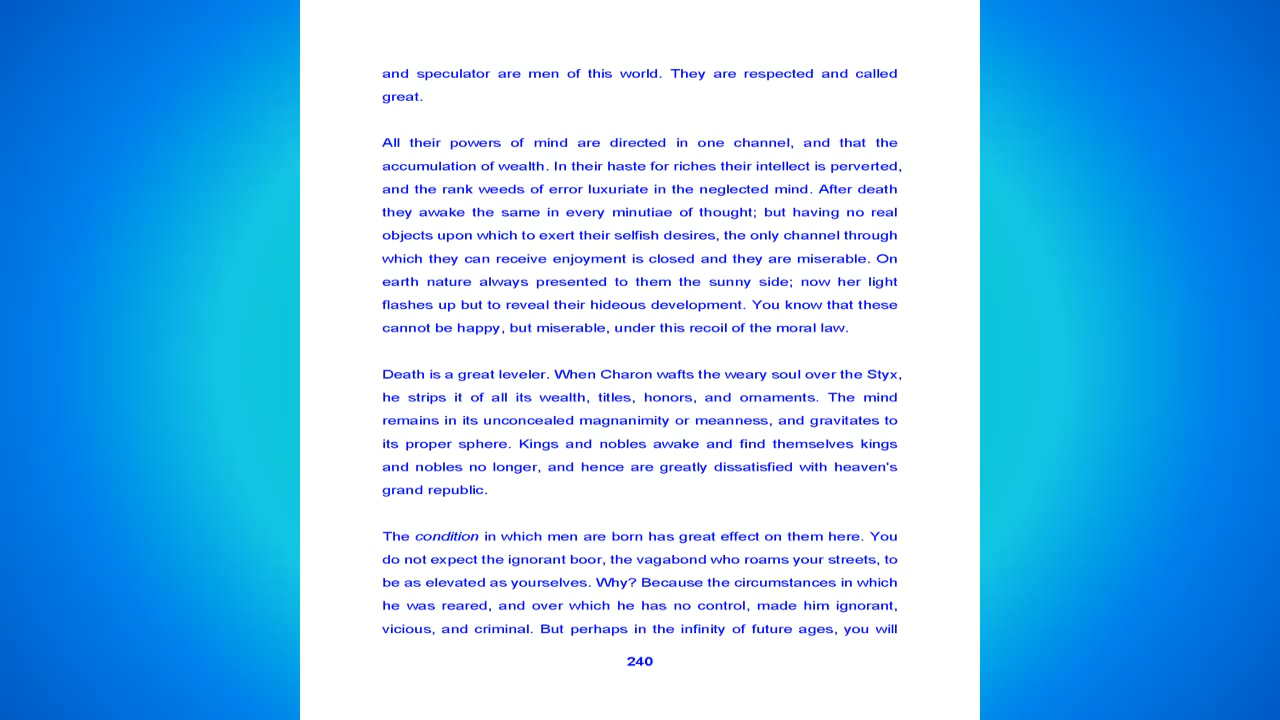 and speculator are men of this world. They are respected and called
great.
All their powers of mind are directed in one channel, and that the
accumulation of wealth. In their haste for riches their intellect is perverted,
and the rank weeds of error luxuriate in the neglected mind. After death
they awake the same in every minutiae of thought; but having no real
objects upon which to exert their selfish desires, the only channel through
which they can receive enjoyment is closed and they are miserable. On
earth nature always presented to them the sunny side; now her light
flashes up but to reveal their hideous development. You know that these
cannot be happy, but miserable, under this recoil of the moral law.
Death is a great leveler. When Charon wafts the weary soul over the Styx,
he strips it of all its wealth, titles, honors, and ornaments. The mind
remains in its unconcealed magnanimity or meanness, and gravitates to
its proper sphere. Kings and nobles awake and find themselves kings
and nobles no longer, and hence are greatly dissatisfied with heaven's
grand republic.
The condition in which men are born has great effect on them here. You
do not expect the ignorant boor, the vagabond who roams your streets, to
be as elevated as yourselves. Why? Because the circumstances in which
he was reared, and over which he has no control, made him ignorant,
vicious, and criminal. But perhaps in the infinity of future ages, you will
240